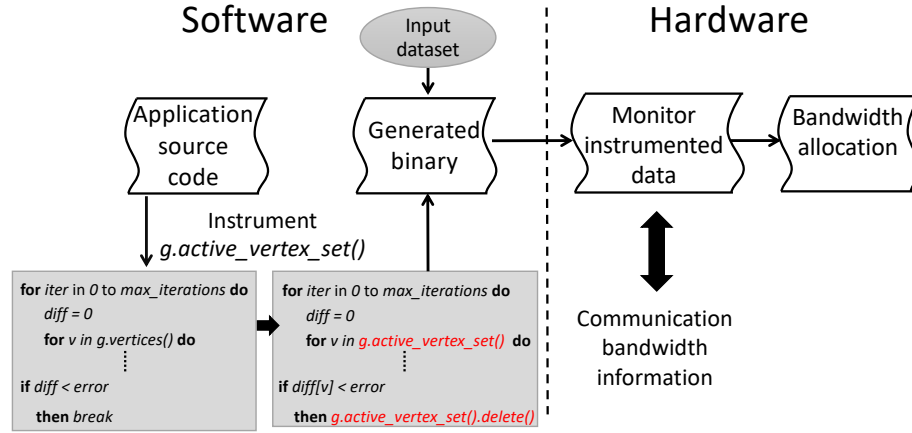 Software
Hardware
Input
dataset
Application
source
code
Generated
binary
Monitor
instrumented
data
Bandwidth
allocation
Instrument
g.active_vertex_set()
for iter in 0 to max_iterations do
diff = 0
for v in g.vertices() do
if diff < error
then break
for iter in 0 to max_iterations do
diff = 0
for v in g.active_vertex_set() do
if diff[v] < error
then g.active_vertex_set().delete()
Communication
bandwidth
information